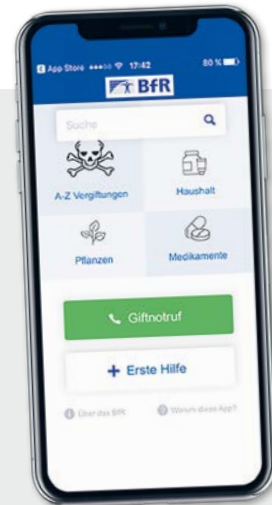 App Store 17:42 80 %
BfR
Suche
A-Z Vergiftungen Haushalt
Pflanzen Medikamente
Giftnotruf
Erste Hilfe
Über das BfR Warum diese App?